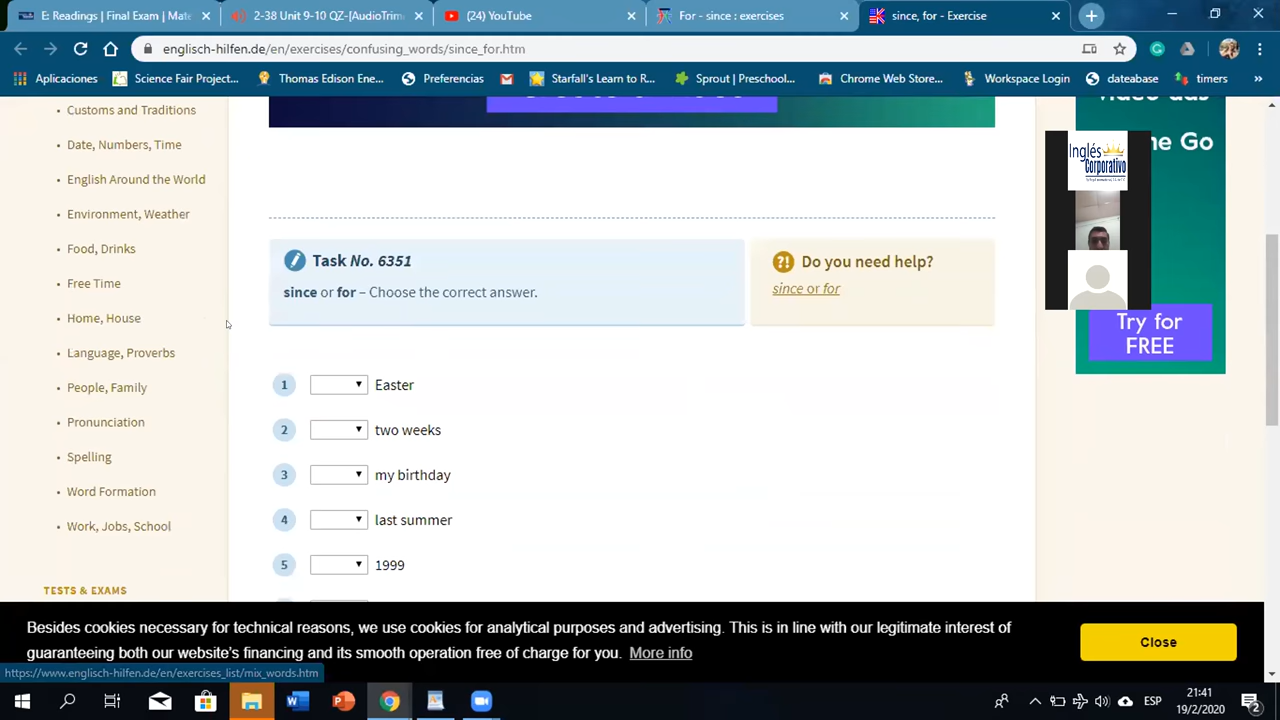 E: Readings | Final Exam | Mate
2-38 Unit 9-10 QZ-[AudioTrim
(24) YouTube
For - since : exercises
since, for - Exercise
englisch-hilfen.de/en/exercises/confusing_words/since_for.htm
Aplicaciones
Science Fair Project...
Thomas Edison Ene...
Preferencias
Starfall's Learn to R...
Sprout | Preschool...
Chrome Web Store...
Workspace Login
dateabase
timers
»
Customs and Traditions
Date, Numbers, Time
English Around the World
Environment, Weather
Food, Drinks
Free Time
Home, House
Language, Proverbs
People, Family
Pronunciation
Spelling
Word Formation
Work, Jobs, School
TESTS & EXAMS
Task No. 6351
since or for – Choose the correct answer.
?! Do you need help?
since or for
1 Easter
2 two weeks
3 my birthday
4 last summer
5 1999
video ads
Go
Inglés
Corporativo
Try for
FREE
Besides cookies necessary for technical reasons, we use cookies for analytical purposes and advertising. This is in line with our legitimate interest of
guaranteeing both our website's financing and its smooth operation free of charge for you. More info
Close
https://www.englisch-hilfen.de/en/exercises_list/mix_words.htm
ESP
21:41
19/2/2020
2